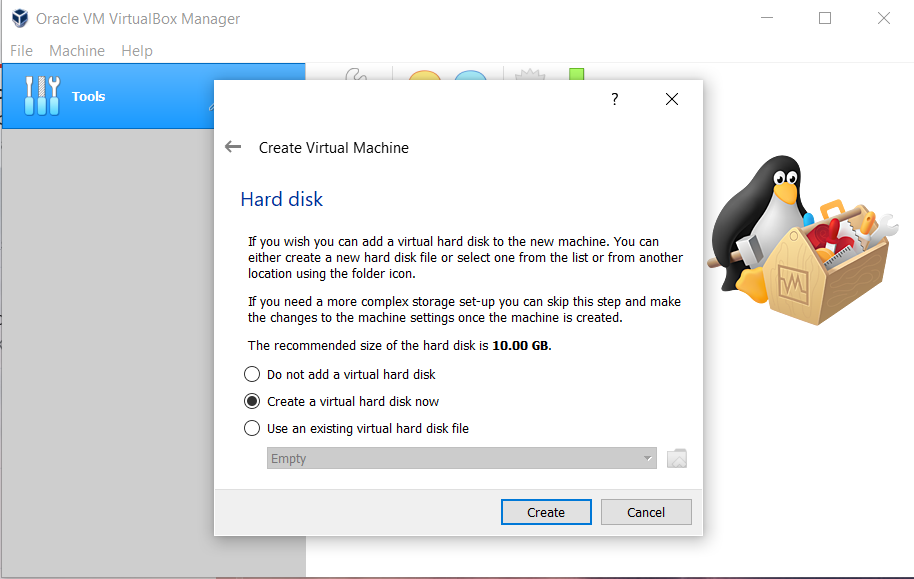 Oracle VM VirtualBox Manager
File Machine Help
Tools
?
Create Virtual Machine
Hard disk
If you wish you can add a virtual hard disk to the new machine. You can
either create a new hard disk file or select one from the list or from another
location using the folder icon.
If you need a more complex storage set-up you can skip this step and make
the changes to the machine settings once the machine is created.
The recommended size of the hard disk is 10.00 GB.
Do not add a virtual hard disk
Create a virtual hard disk now
Use an existing virtual hard disk file
Empty
Create Cancel